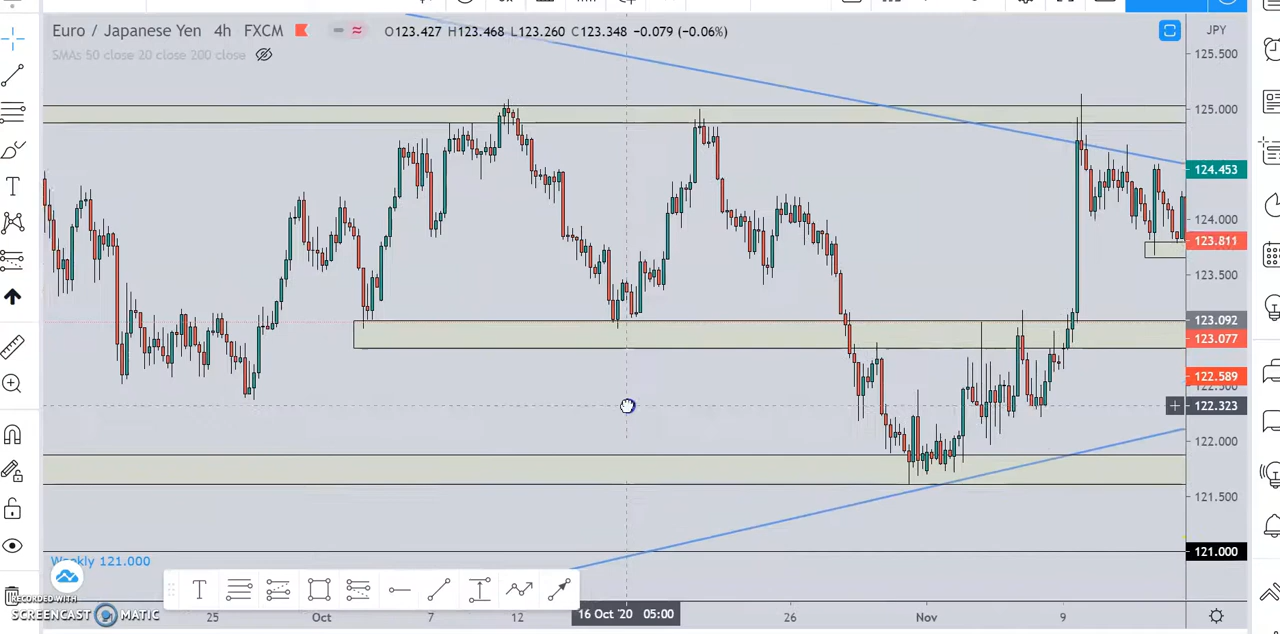 Euro / Japanese Yen 4h FXCM O123.427 H123.468 L123.260 C123.348 −0.079 (−0.06%)
SMAs 50 close 20 close 200 close
JPY
125.500
125.000
124.453
124.000
123.811
123.500
123.092
123.077
122.589
122.323
122.000
121.500
121.000
Weekly 121.000
T
T
RECORDED WITH
SCREENCAST MATIC
25
Oct
7
12
16 Oct '20 05:00
26
Nov
9